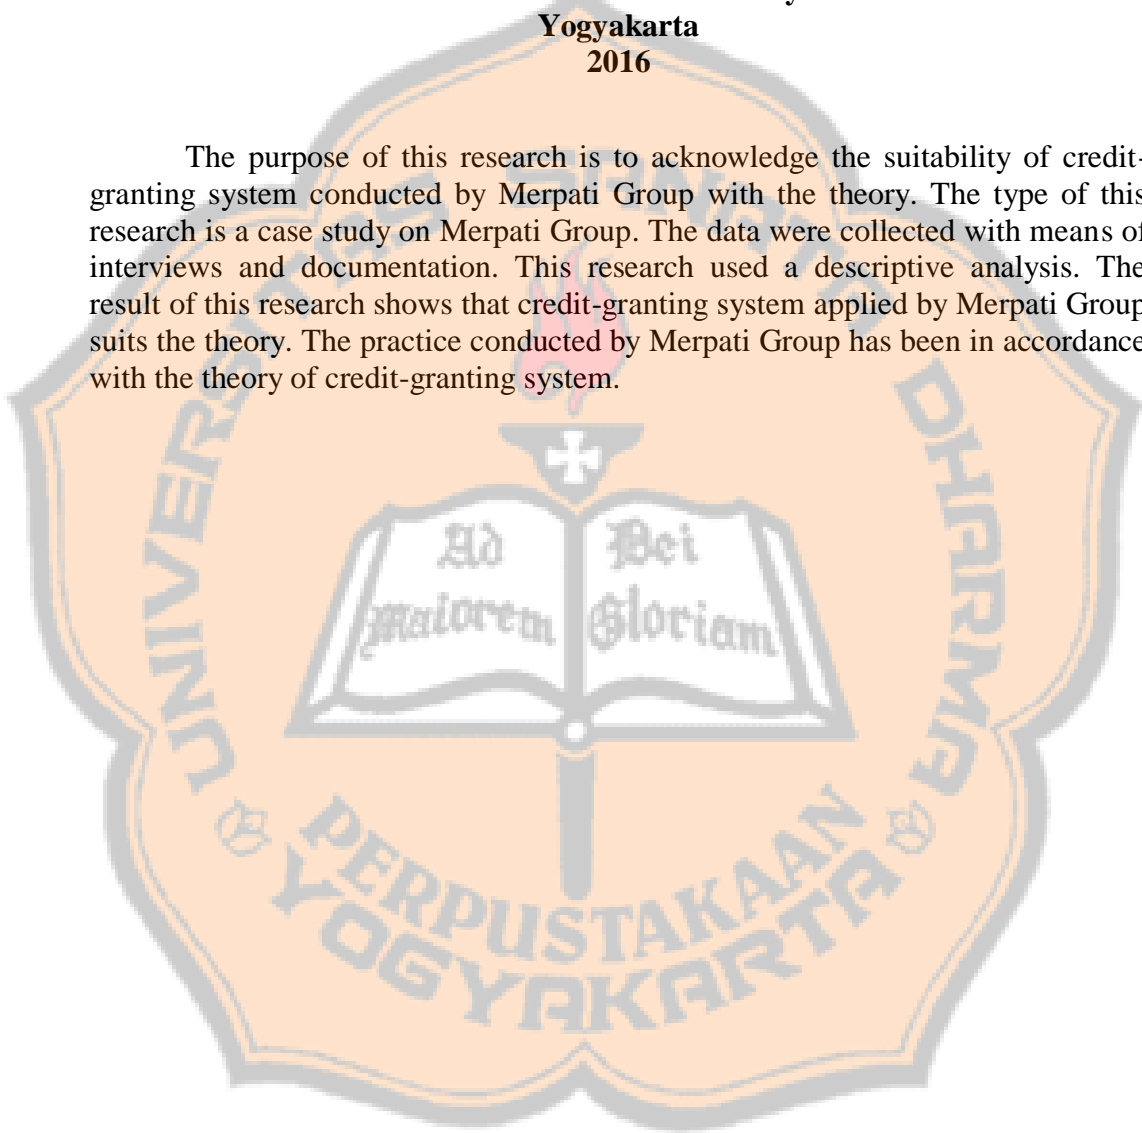 Yogyakarta
2016
The purpose of this research is to acknowledge the suitability of credit-
granting system conducted by Merpati Group with the theory. The type of this
research is a case study on Merpati Group. The data were collected with means of
interviews and documentation. This research used a descriptive analysis. The
result of this research shows that credit-granting system applied by Merpati Group
suits the theory. The practice conducted by Merpati Group has been in accordance
with the theory of credit-granting system.
UNIVERSITAS SANATA DHARMA
Ad Dei
Maiorem Gloriam
PERPUSTAKAAN
YOGYAKARTA